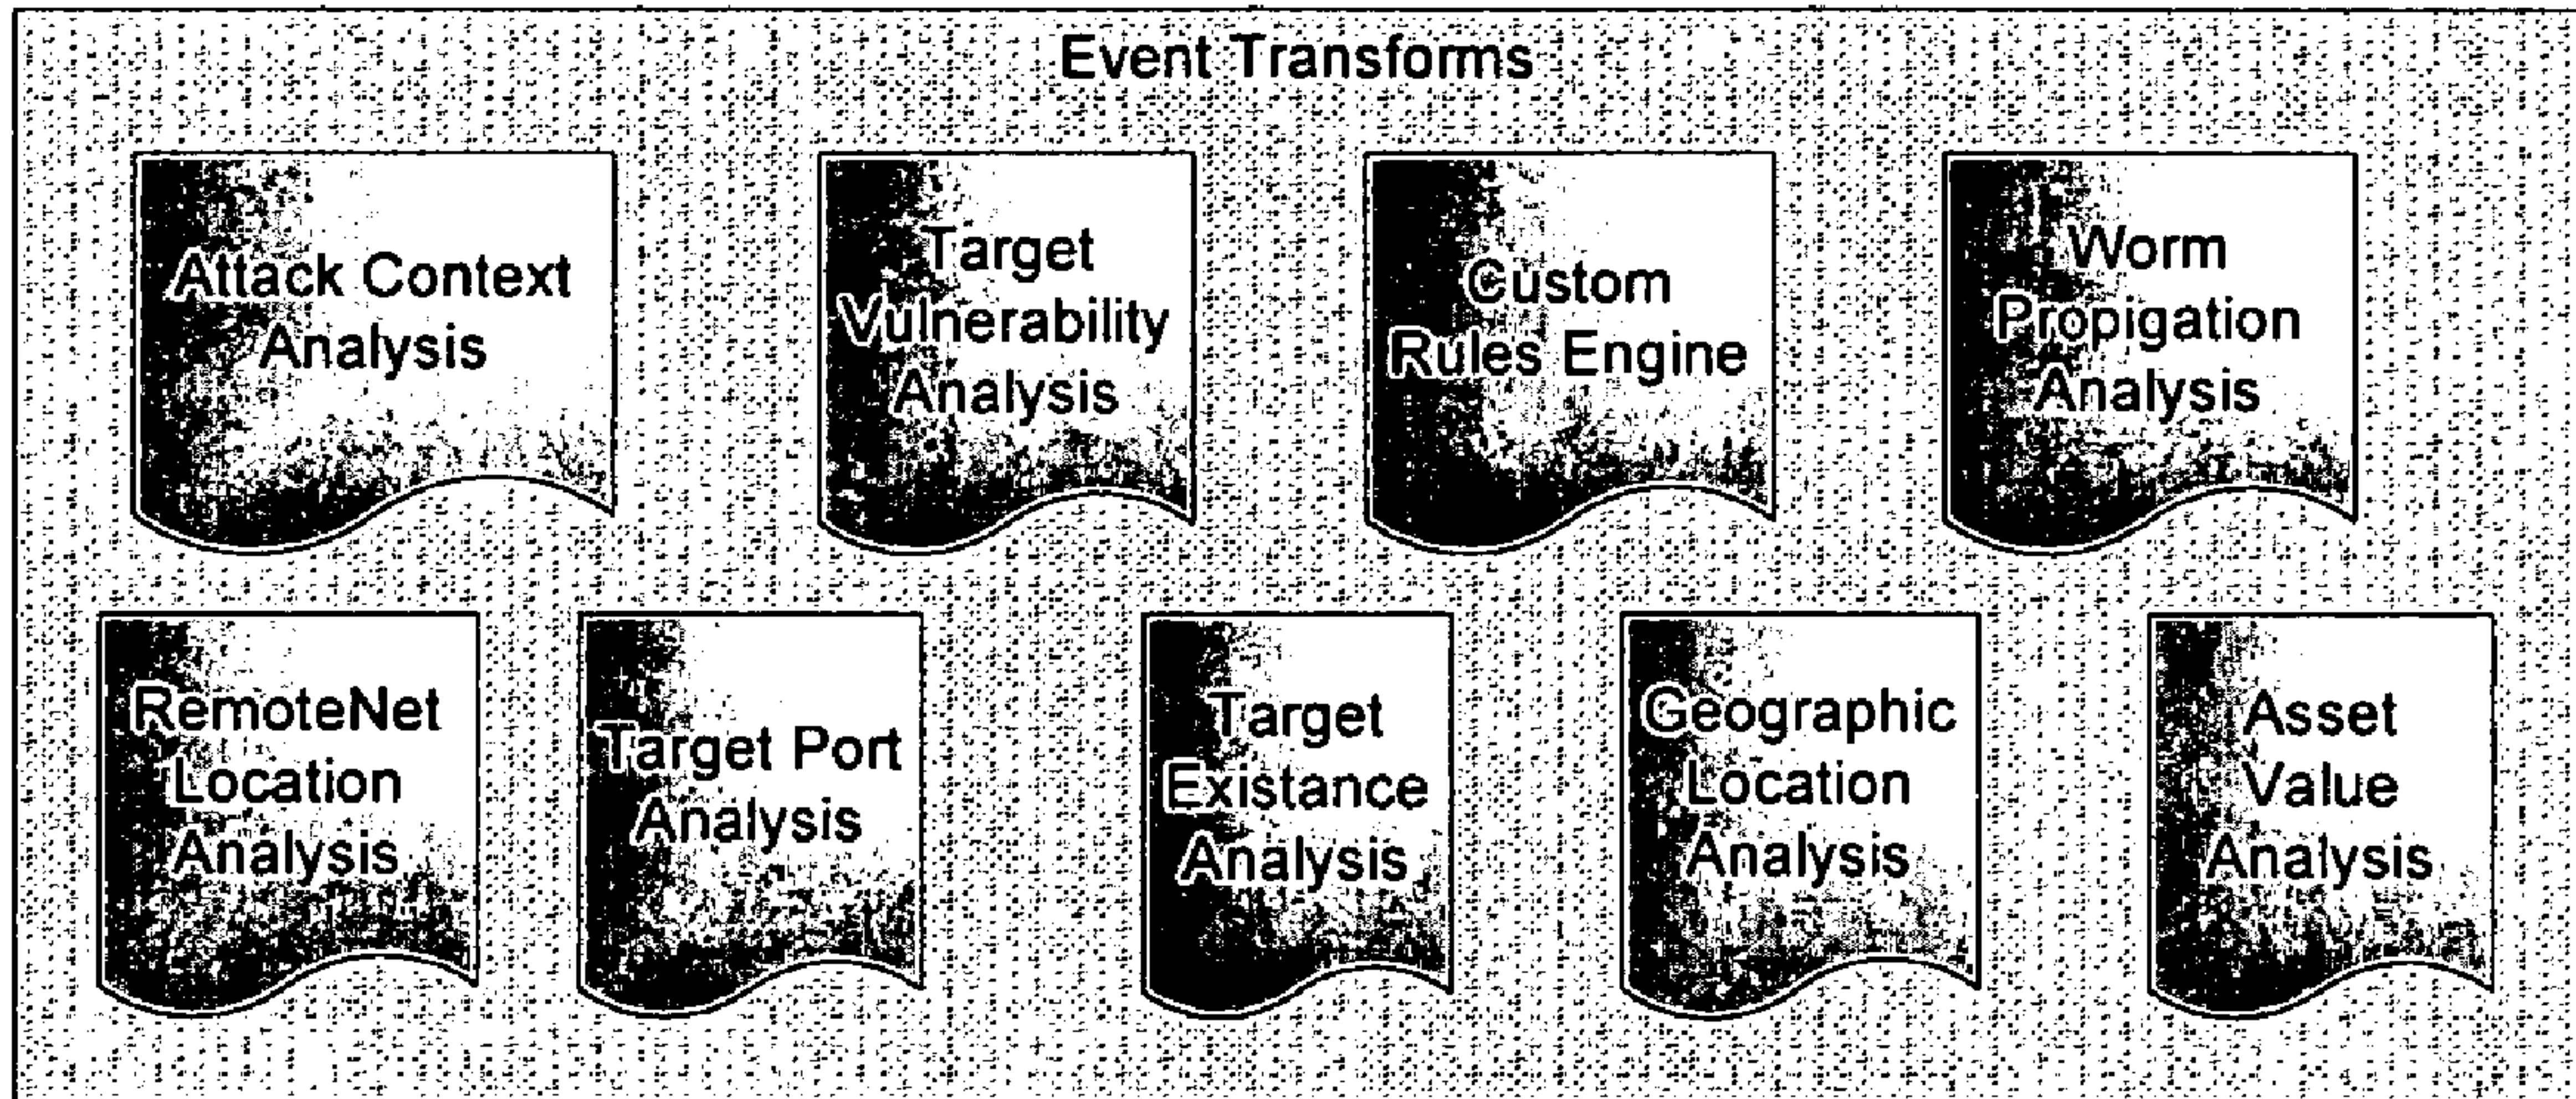 Event Transforms
Attack Context
Analysis
Target
Vulnerability
Analysis
Custom
Rules Engine
Worm
Propigation
Analysis
RemoteNet
Location
Analysis
Target Port
Analysis
Target
Existance
Analysis
Geographic
Location
Analysis
Asset
Value
Analysis